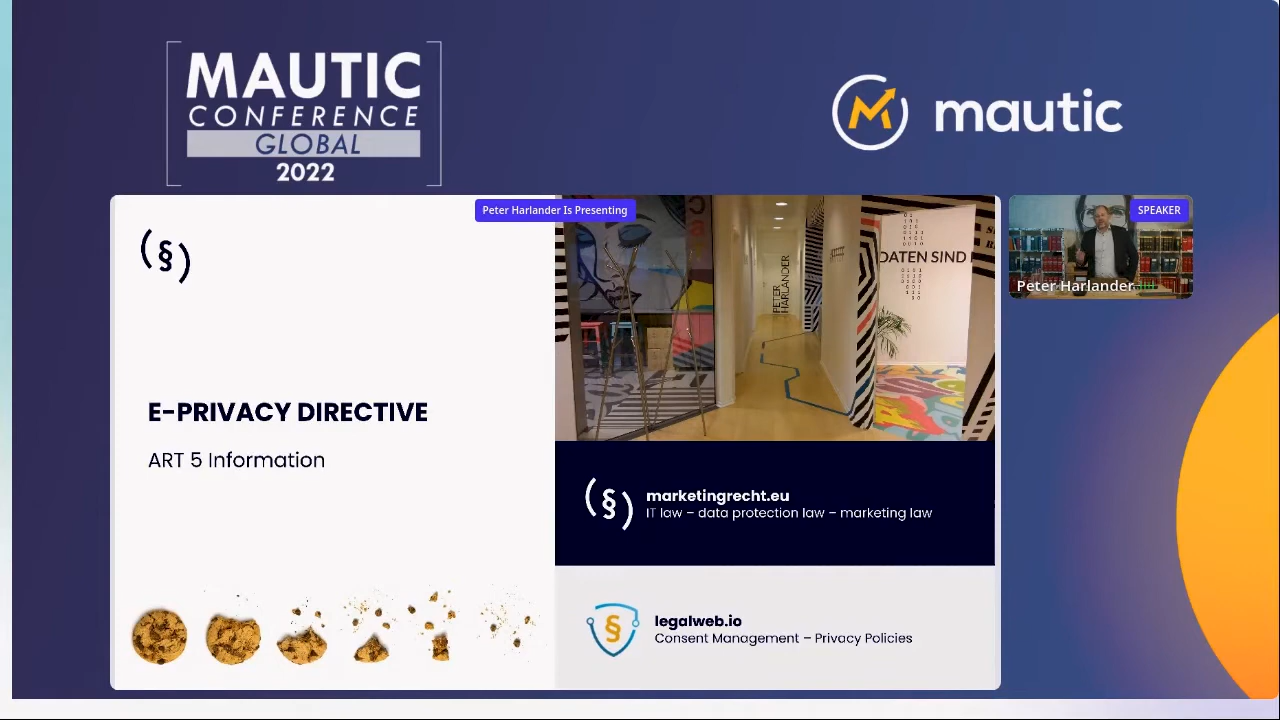 MAUTIC
CONFERENCE
GLOBAL
2022
mautic
Peter Harlander Is Presenting
SPEAKER
Peter Harlander
(§)
E-PRIVACY DIRECTIVE
ART 5 Information
PETER
HARLANDER
DATEN SIND
(§)
marketingrecht.eu
IT law – data protection law – marketing law
§
legalweb.io
Consent Management – Privacy Policies